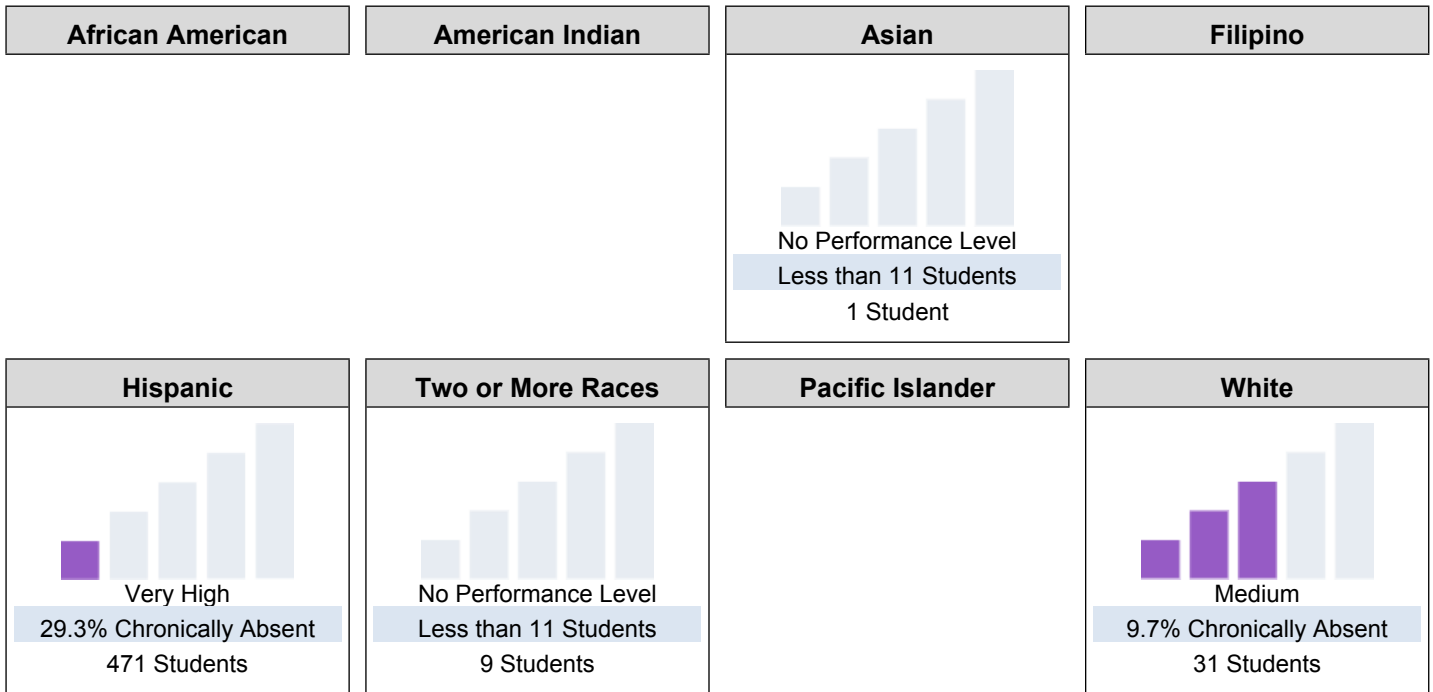 African American
American Indian
Asian
Filipino
No Performance Level
Less than 11 Students
1 Student
Hispanic
Two or More Races
Pacific Islander
White
Very High
29.3% Chronically Absent
471 Students
No Performance Level
Less than 11 Students
9 Students
Medium
9.7% Chronically Absent
31 Students